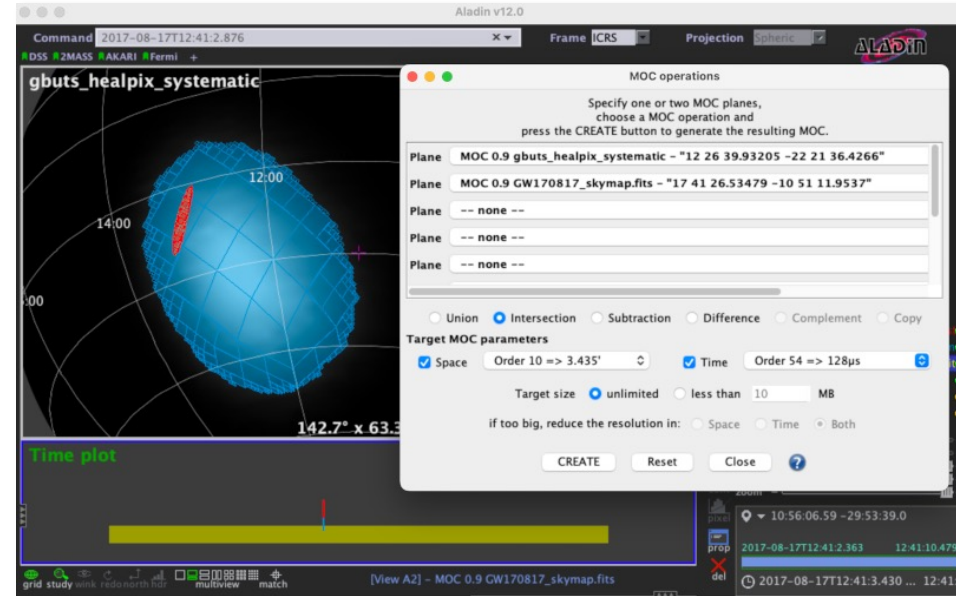 Aladin v12.0
Command 2017-08-17T12:41:2.876 Frame ICRS Projection Spheric ALADIN
DSS 2MASS AKARI Fermi +
gbuts_healpix_systematic
12:00
14:00
:00
142.7° x 63.3
MOC operations
Specify one or two MOC planes,
choose a MOC operation and
press the CREATE button to generate the resulting MOC.
Plane MOC 0.9 gbuts_healpix_systematic - "12 26 39.93205 -22 21 36.4266"
Plane MOC 0.9 GW170817_skymap.fits - "17 41 26.53479 -10 51 11.9537"
Plane -- none --
Plane -- none --
Plane -- none --
Union Intersection Subtraction Difference Complement Copy
Target MOC parameters
Space Order 10 => 3.435' Time Order 54 => 128µs
Target size unlimited less than 10 MB
if too big, reduce the resolution in: Space Time Both
CREATE Reset Close ?
Time plot
zoom
pixel 10:56:06.59 -29:53:39.0
prop 2017-08-17T12:41:2.363 12:41:10.479
del 2017-08-17T12:41:3.430 ... 12:41:
grid study wink redo north hdr multiview match [View A2] - MOC 0.9 GW170817_skymap.fits